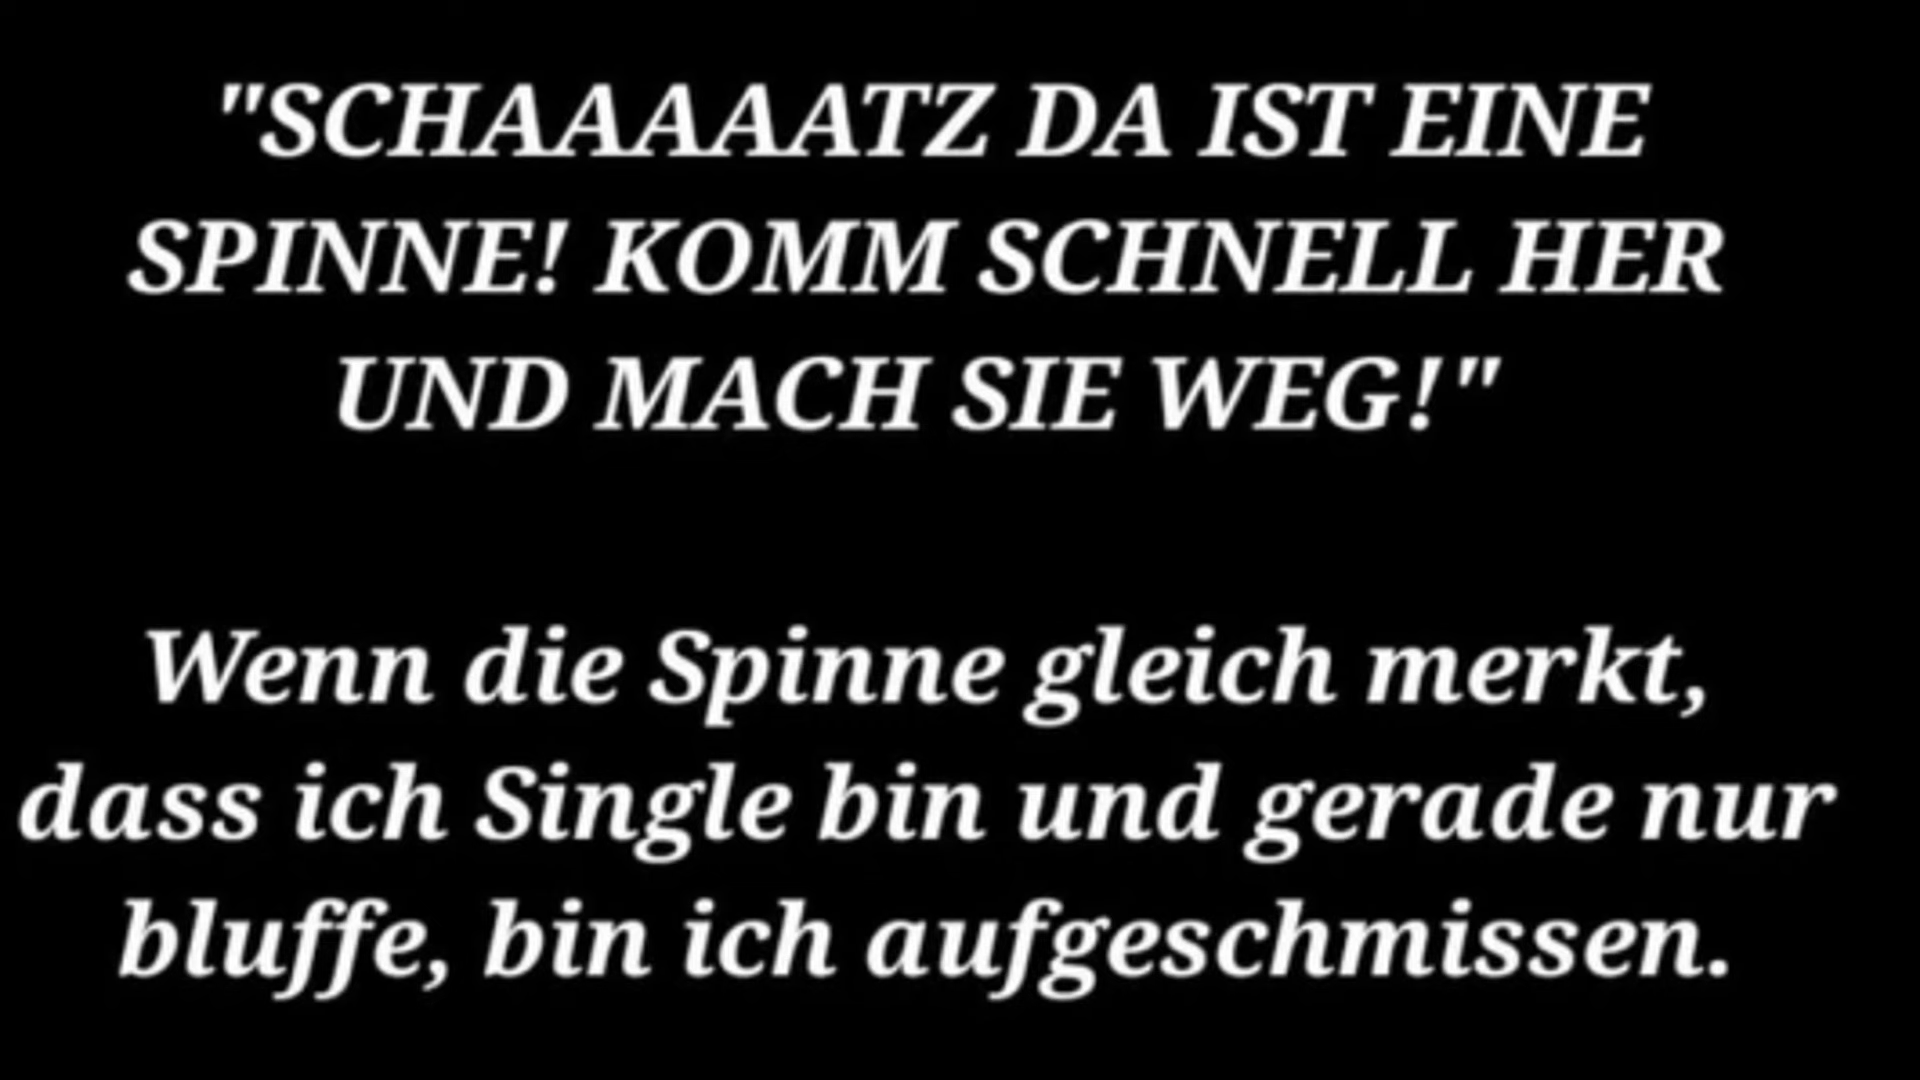 "SCHAAAAATZ DA IST EINE
SPINNE! KOMM SCHNELL HER
UND MACH SIE WEG!"
Wenn die Spinne gleich merkt,
dass ich Single bin und gerade nur
bluffe, bin ich aufgeschmissen.